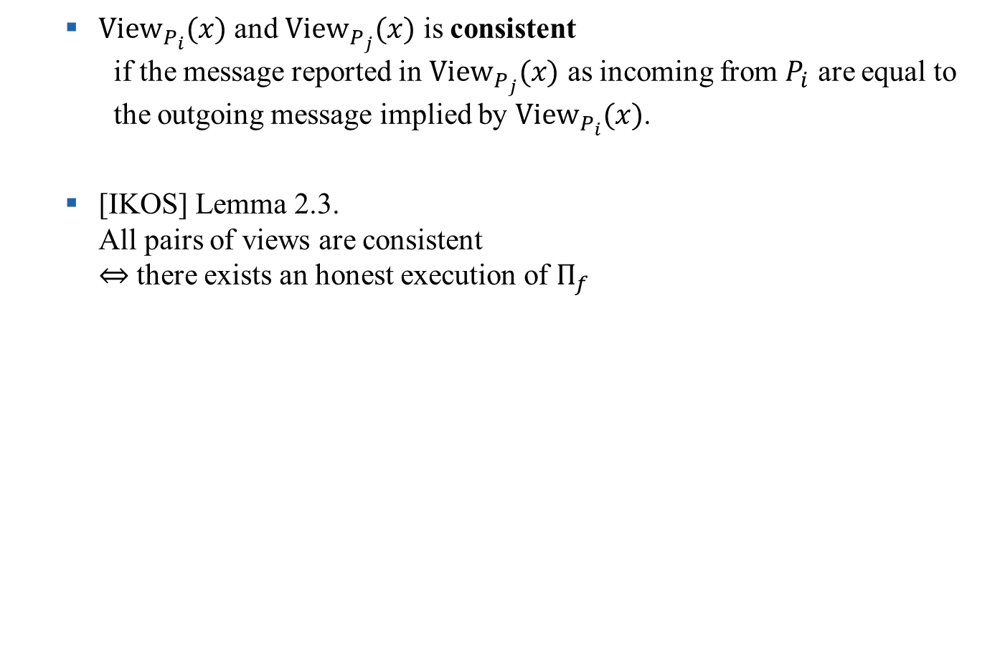 ▪ View_{P_i}(x) and View_{P_j}(x) is consistent
if the message reported in View_{P_j}(x) as incoming from P_i are equal to
the outgoing message implied by View_{P_i}(x).
▪ [IKOS] Lemma 2.3.
All pairs of views are consistent
⇔ there exists an honest execution of Π_f